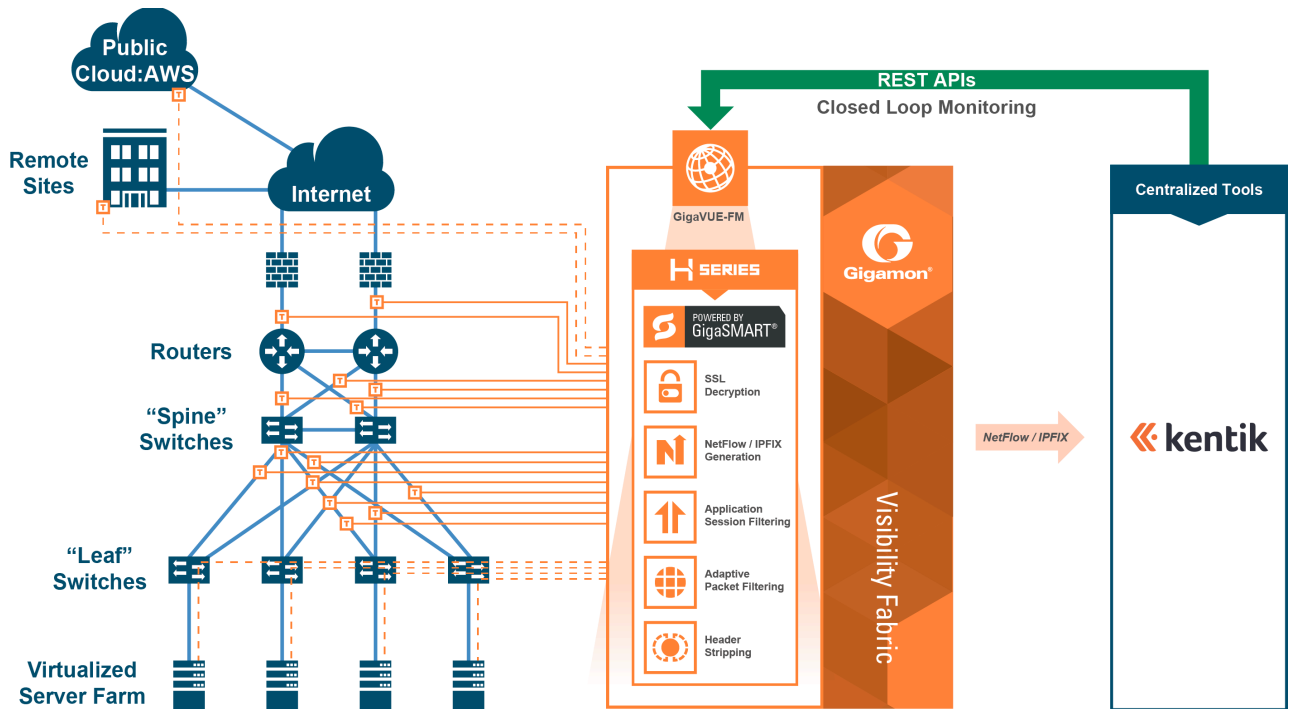 Public
Cloud:AWS
T
Remote
Sites
T
Internet
T
T
Routers
T
T
T
T
“Spine”
Switches
T
T
T
T
T
T
T
T
“Leaf”
Switches
Virtualized
Server Farm
REST APIs
Closed Loop Monitoring
GigaVUE-FM
H SERIES
POWERED BY
GigaSMART®
SSL
Decryption
NetFlow / IPFIX
Generation
Application
Session Filtering
Adaptive
Packet Filtering
Header
Stripping
Gigamon®
Visibility Fabric
NetFlow / IPFIX
Centralized Tools
kentik